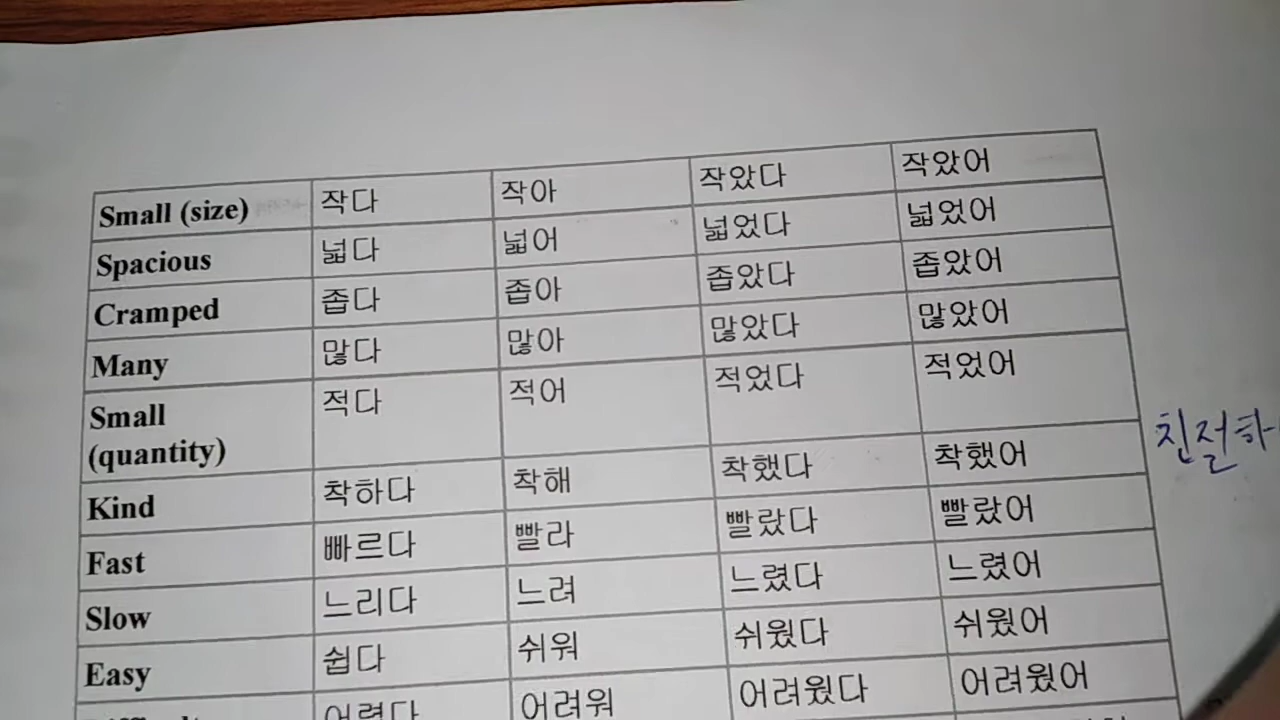 Small (size) 작다 작아 작았다 작았어
Spacious 넓다 넓어 넓었다 넓었어
Cramped 좁다 좁아 좁았다 좁았어
Many 많다 많아 많았다 많았어
Small (quantity) 적다 적어 적었다 적었어
Kind 착하다 착해 착했다 착했어
친절하
Fast 빠르다 빨라 빨랐다 빨랐어
Slow 느리다 느려 느렸다 느렸어
Easy 쉽다 쉬워 쉬웠다 쉬웠어
어렵다 어려워 어려웠다 어려웠어